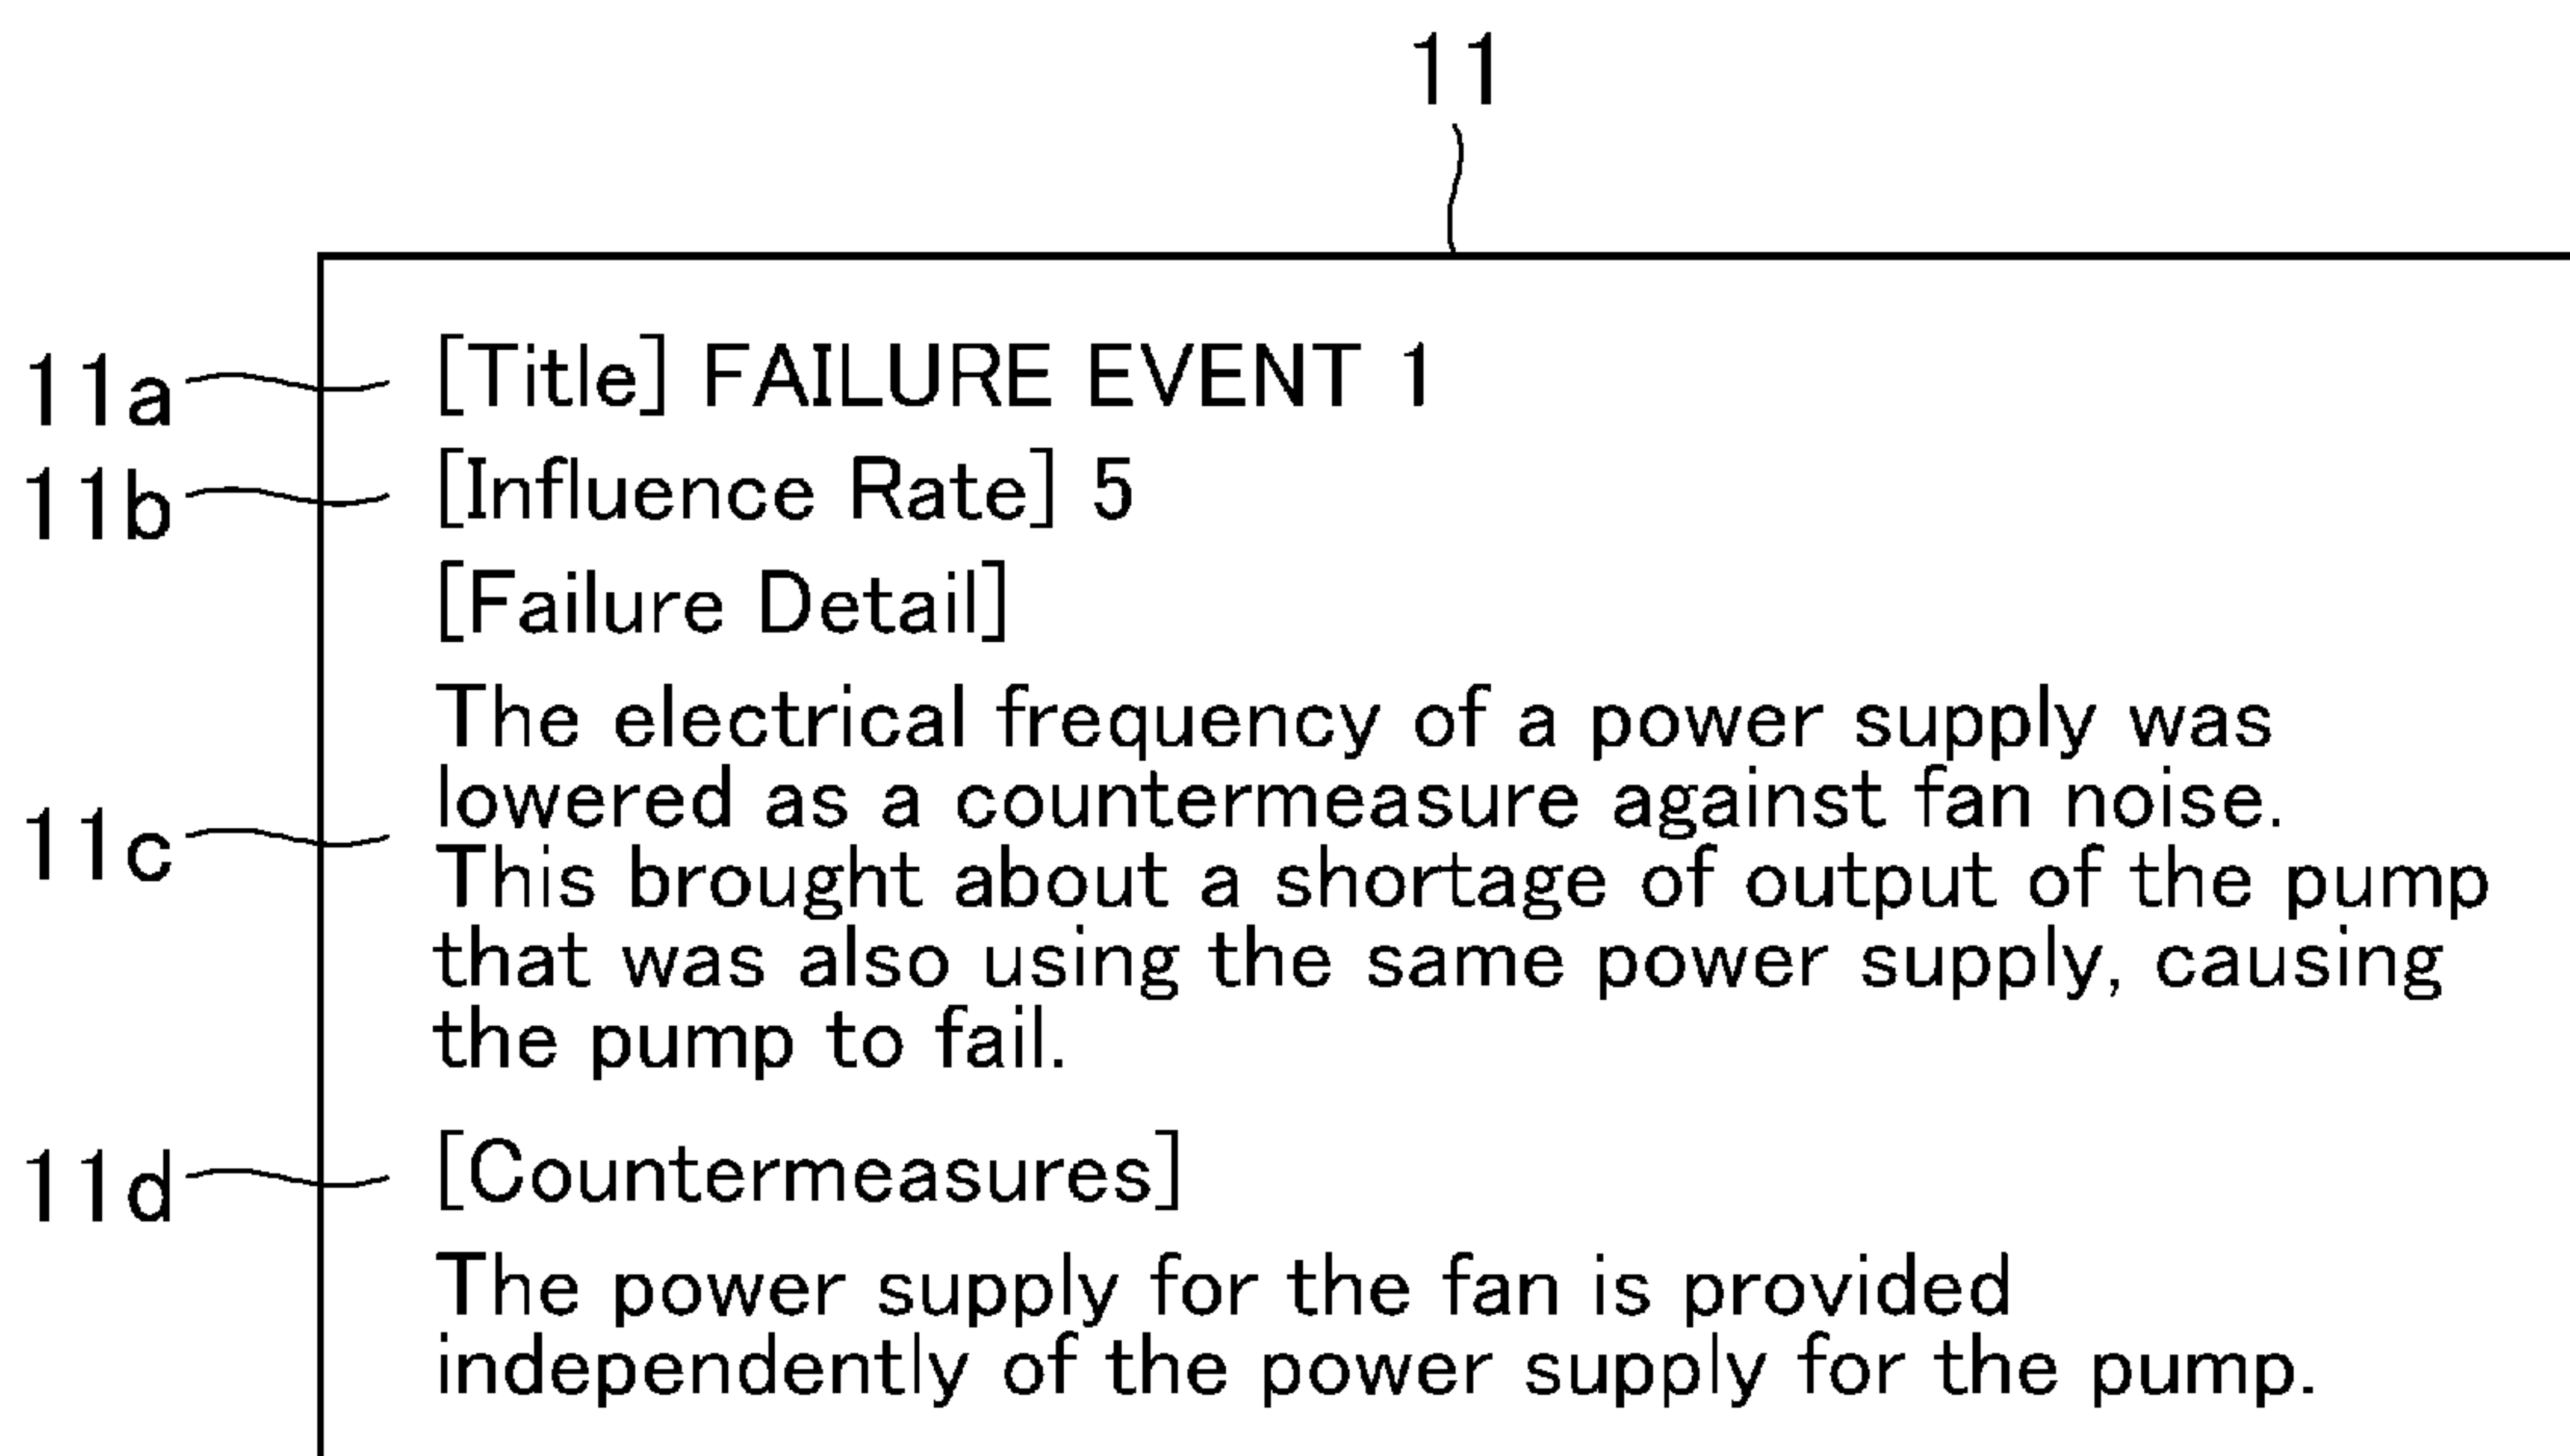 11
11a [Title] FAILURE EVENT 1
11b [Influence Rate] 5
[Failure Detail]
The electrical frequency of a power supply was
lowered as a countermeasure against fan noise.
11c
This brought about a shortage of output of the pump
that was also using the same power supply, causing
the pump to fail.
11d [Countermeasures]
The power supply for the fan is provided
independently of the power supply for the pump.